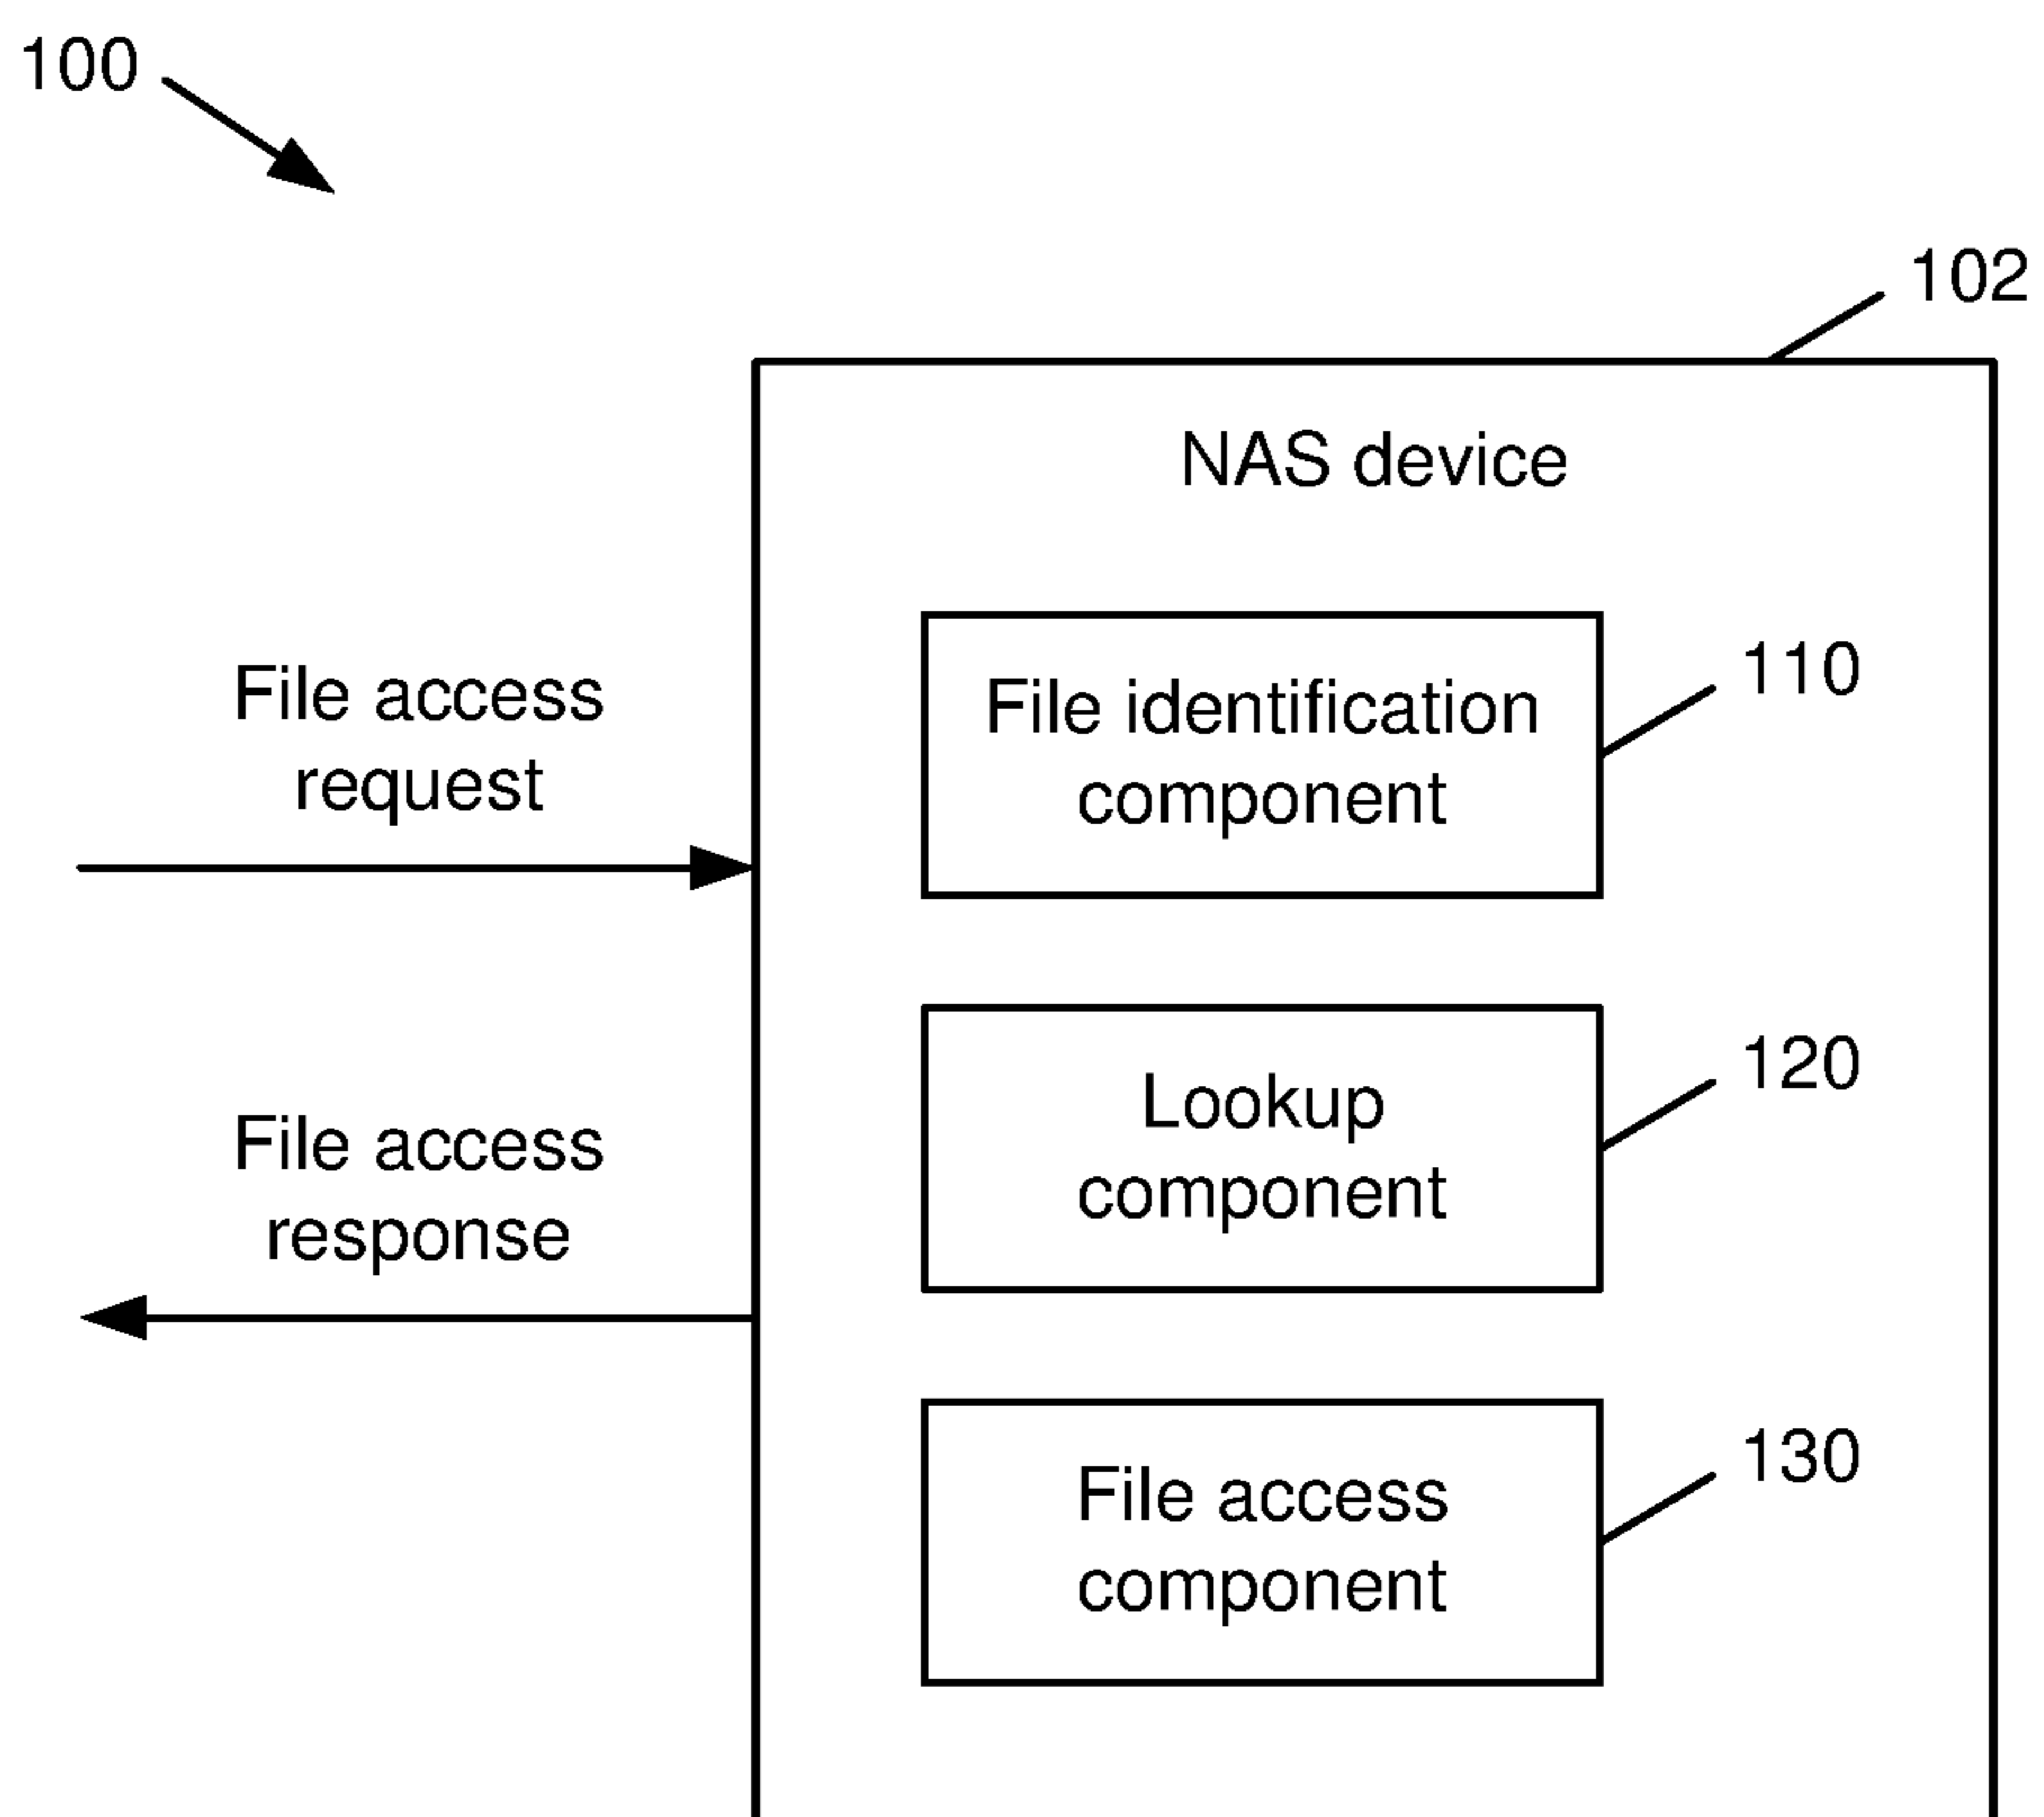 100
102
NAS device
File access
request
File identification
component
110
Lookup
component
120
File access
response
File access
component
130